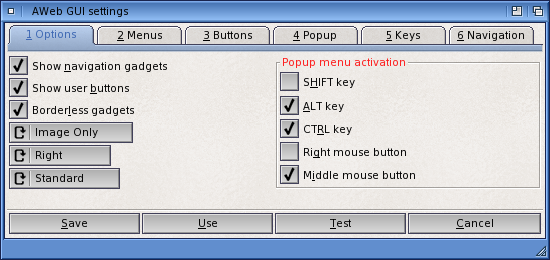 AWeb GUI settings
1 Options 2 Menus 3 Buttons 4 Popup 5 Keys 6 Navigation
Show navigation gadgets
Show user buttons
Borderless gadgets
Image Only
Right
Standard
Popup menu activation
SHIFT key
ALT key
CTRL key
Right mouse button
Middle mouse button
Save Use Test Cancel